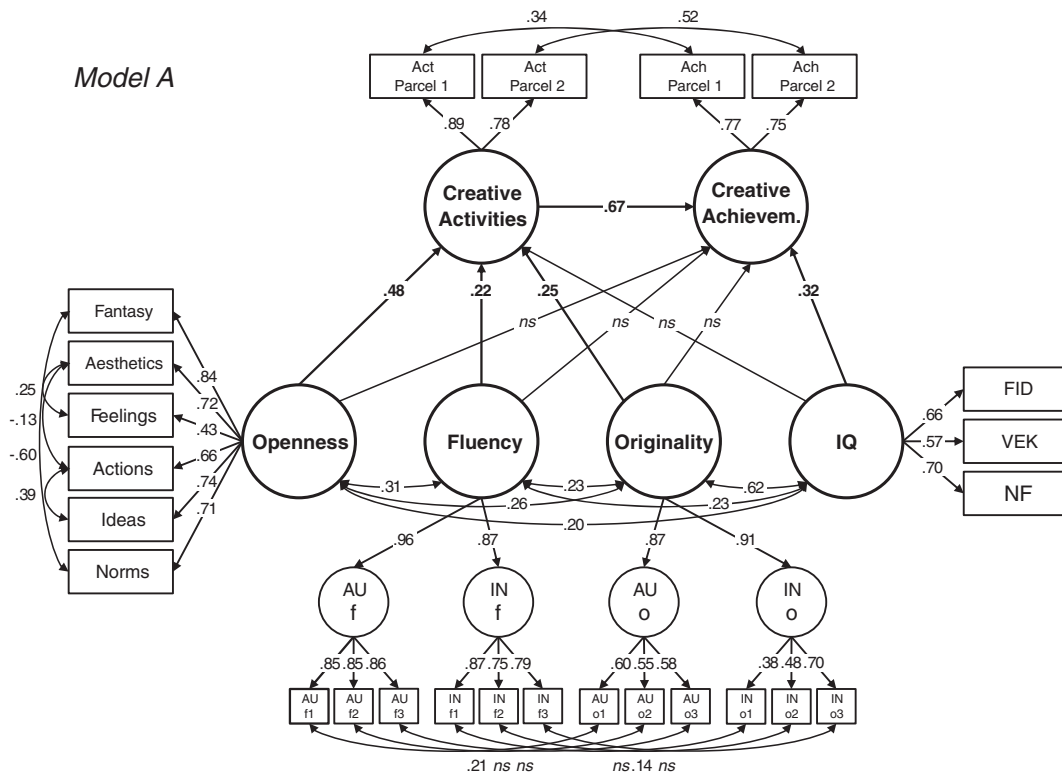 Model A
.34
.52
Act
Parcel 1
Act
Parcel 2
Ach
Parcel 1
Ach
Parcel 2
.89
.78
.77
.75
Creative
Activities
.67
Creative
Achievem.
.48
.22
.25
ns
ns
ns
ns
.32
Fantasy
Aesthetics
Feelings
Actions
Ideas
Norms
.25
-.13
-.60
.39
.84
.72
.43
.66
.74
.71
Openness
Fluency
Originality
IQ
.66
.57
.70
FID
VEK
NF
.31
.23
.62
.26
.23
.20
.96
.87
.87
.91
AU
f
IN
f
AU
o
IN
o
.85 .85 .86
.87 .75 .79
.60 .55 .58
.38 .48 .70
AU
f1
AU
f2
AU
f3
IN
f1
IN
f2
IN
f3
AU
o1
AU
o2
AU
o3
IN
o1
IN
o2
IN
o3
.21 ns ns
ns .14 ns